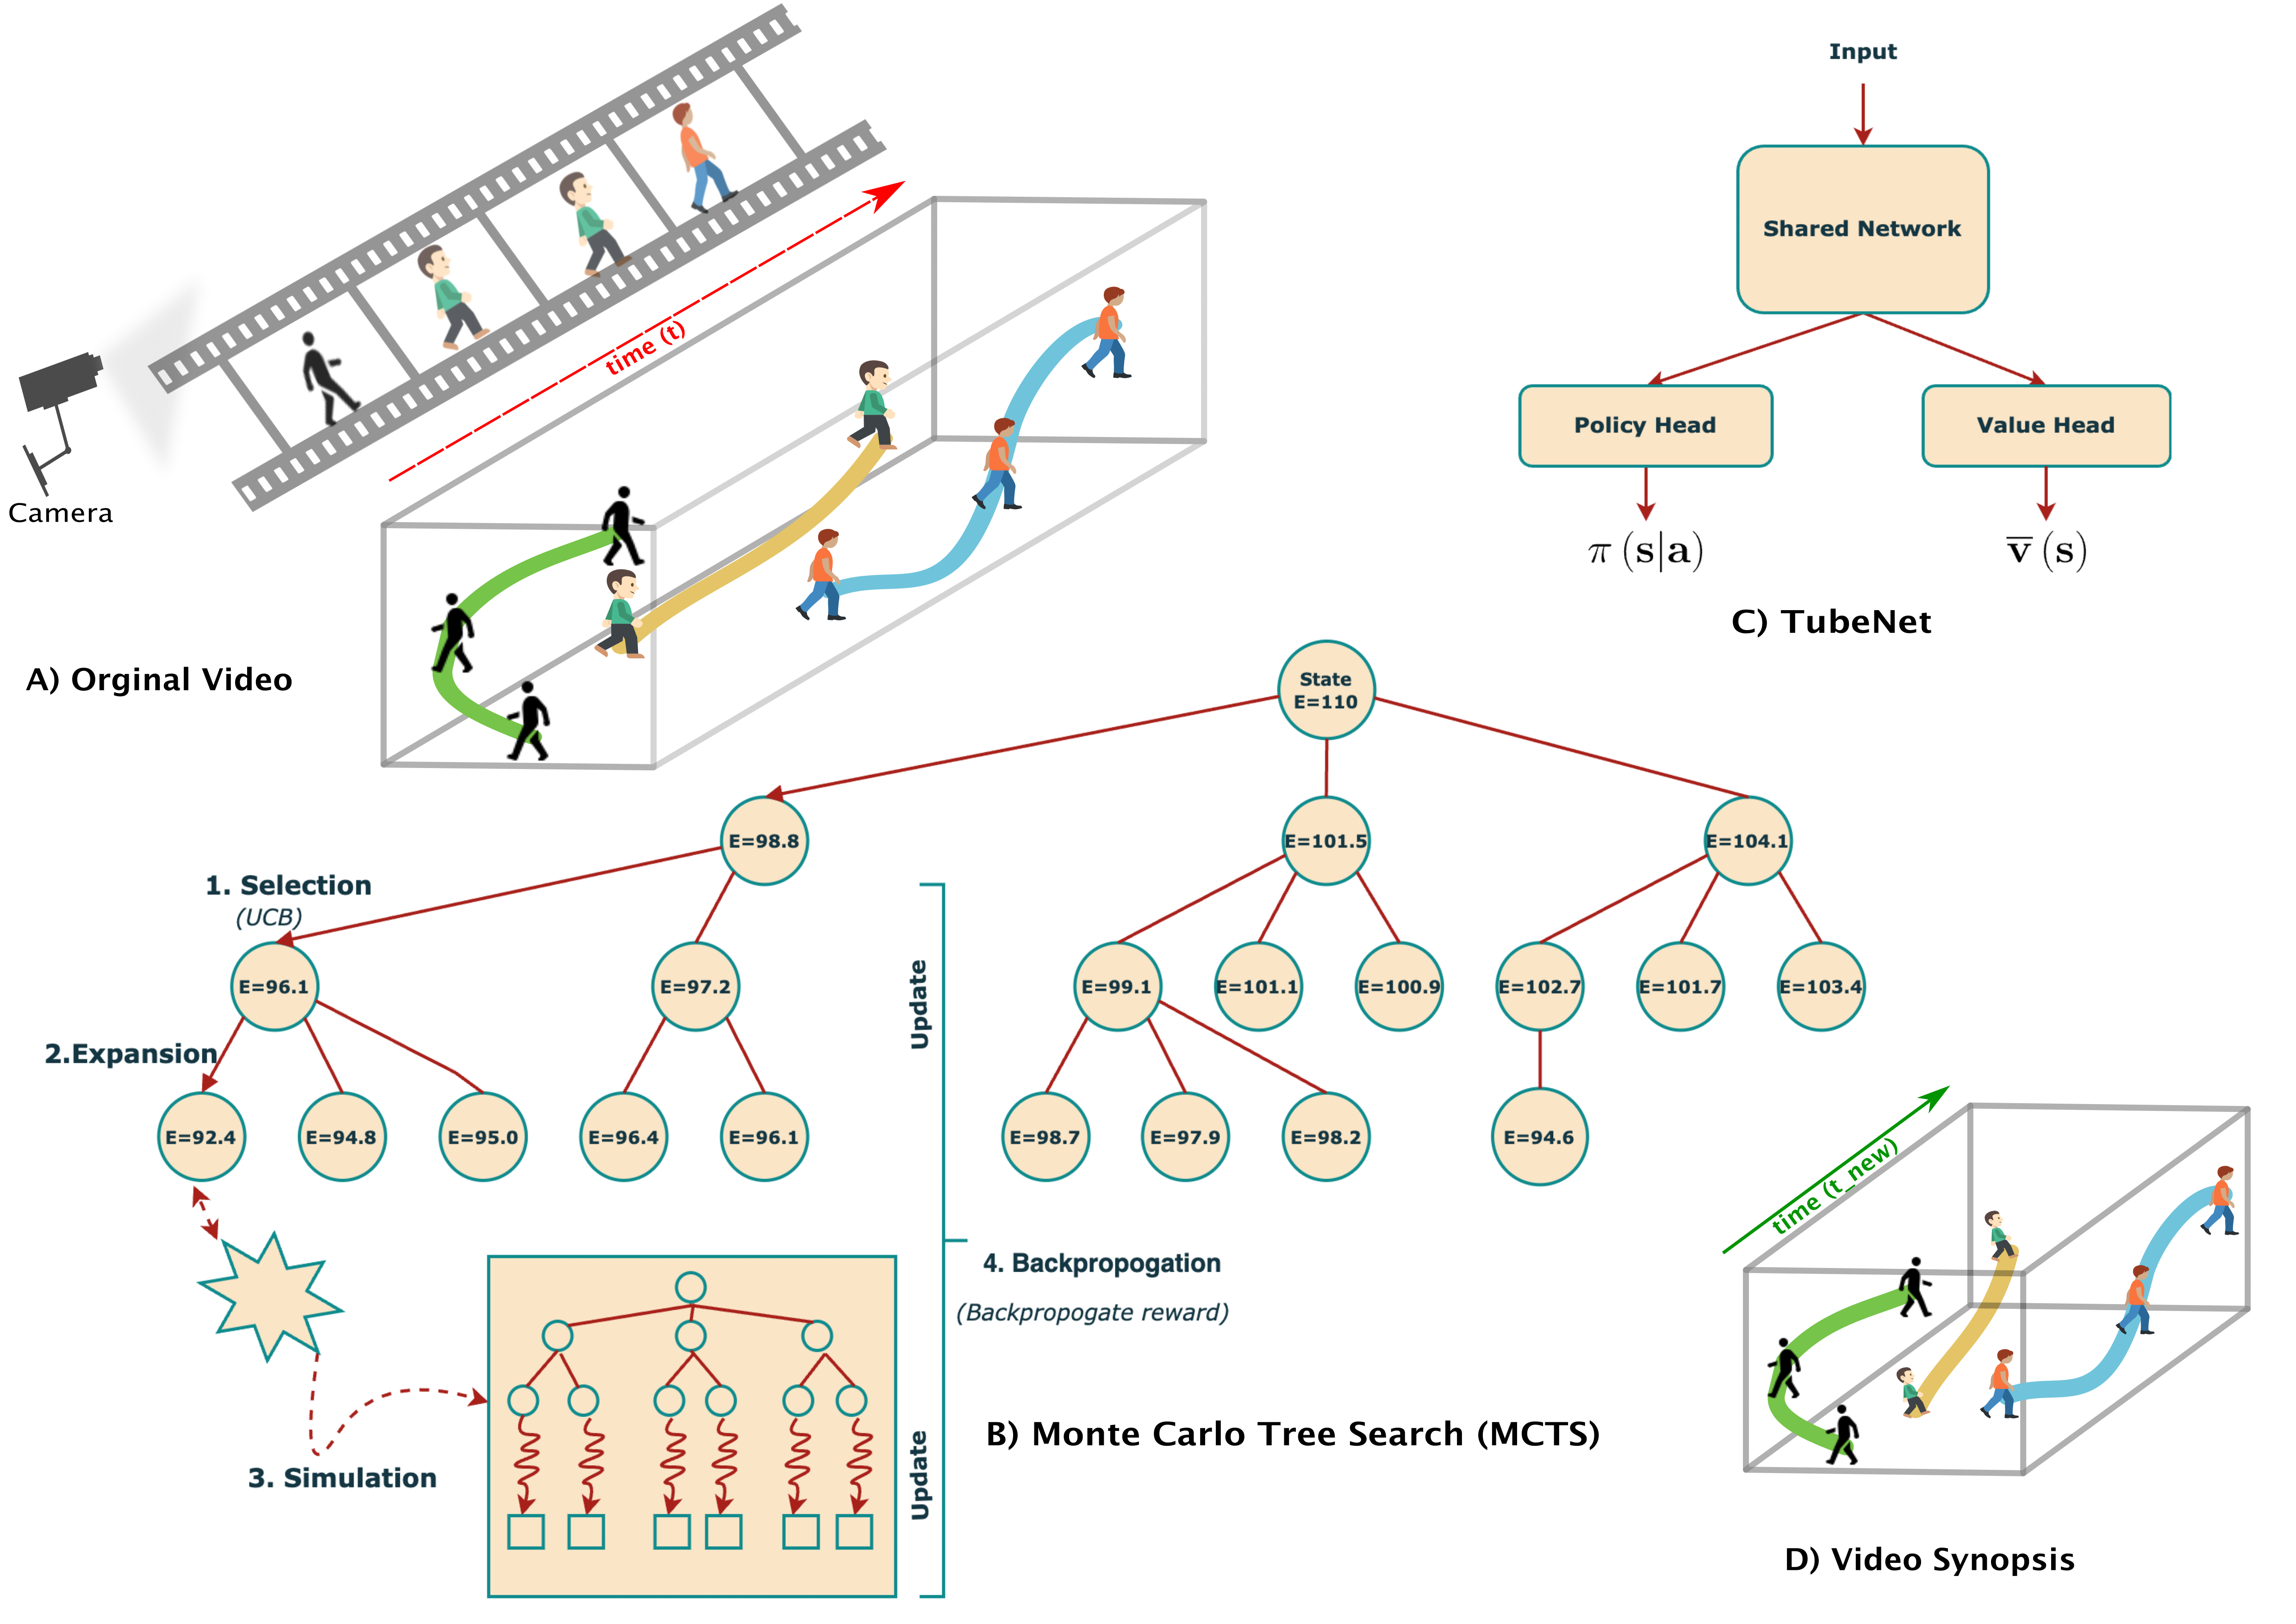 Camera
time (t)
A) Orginal Video
Input
Shared Network
Policy Head
Value Head
π (s|a)
v̅ (s)
C) TubeNet
State
E=110
E=98.8
E=101.5
E=104.1
1. Selection
(UCB)
E=96.1
E=97.2
E=99.1
E=101.1
E=100.9
E=102.7
E=101.7
E=103.4
2.Expansion
E=92.4
E=94.8
E=95.0
E=96.4
E=96.1
E=98.7
E=97.9
E=98.2
E=94.6
Update
4. Backpropogation
(Backpropogate reward)
Update
3. Simulation
B) Monte Carlo Tree Search (MCTS)
time (t_new)
D) Video Synopsis